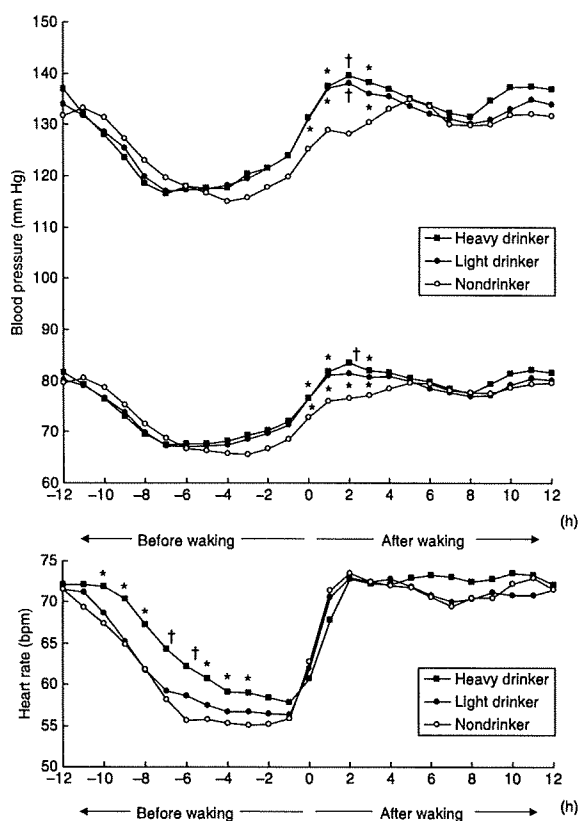 140
130
120
110
100
90
80
70
60
Blood pressure (mm Hg)
* † *
* † *
*
Heavy drinker
Light drinker
Nondrinker
* * † *
* * * *
−12 −10 −8 −6 −4 −2 0 2 4 6 8 10 12
(h)
Before waking After waking
75
70
65
60
55
50
Heart rate (bpm)
* * * † † * * *
Heavy drinker
Light drinker
Nondrinker
−12 −10 −8 −6 −4 −2 0 2 4 6 8 10 12
(h)
Before waking After waking